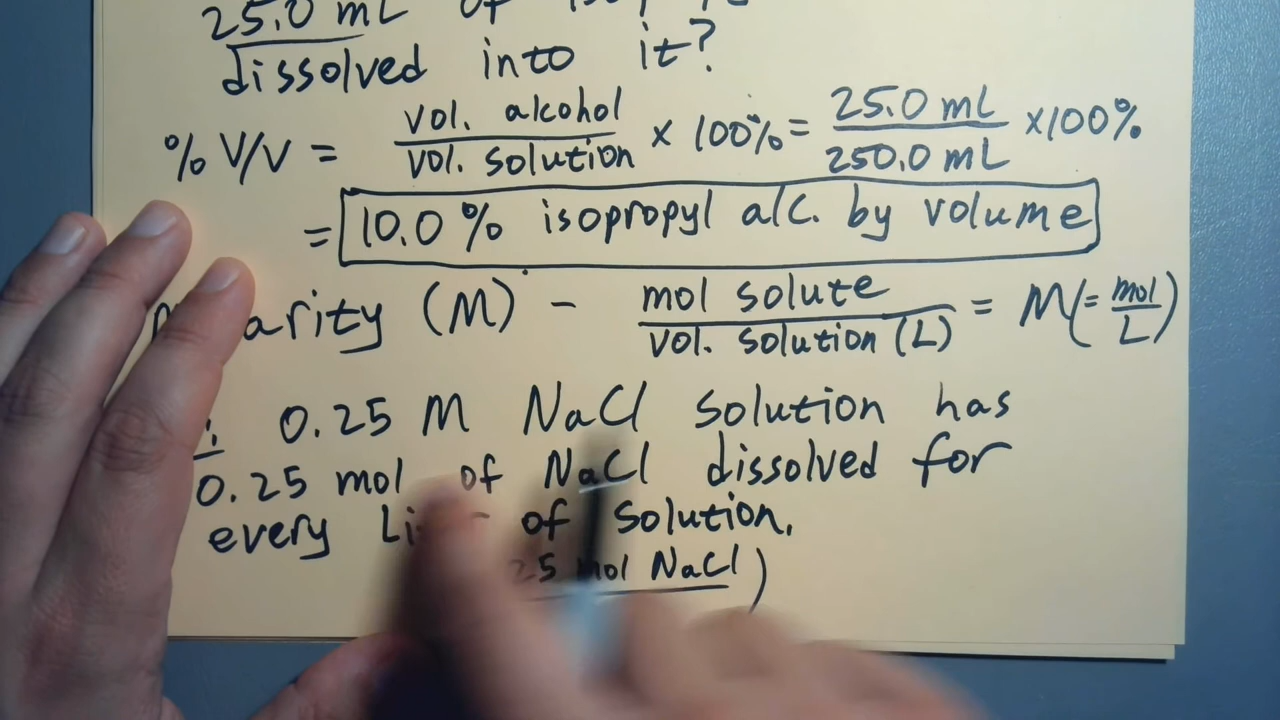 25.0 mL of
dissolved into it?
% V/V = vol. alcohol / vol. solution × 100% = 25.0 mL / 250.0 mL ×100%
= 10.0 % isopropyl alc. by volume
(M) - mol solute / vol. solution (L) = M (= mol / L)
0.25 M NaCl solution has
0.25 mol of NaCl dissolved for
every of solution.
mol NaCl )